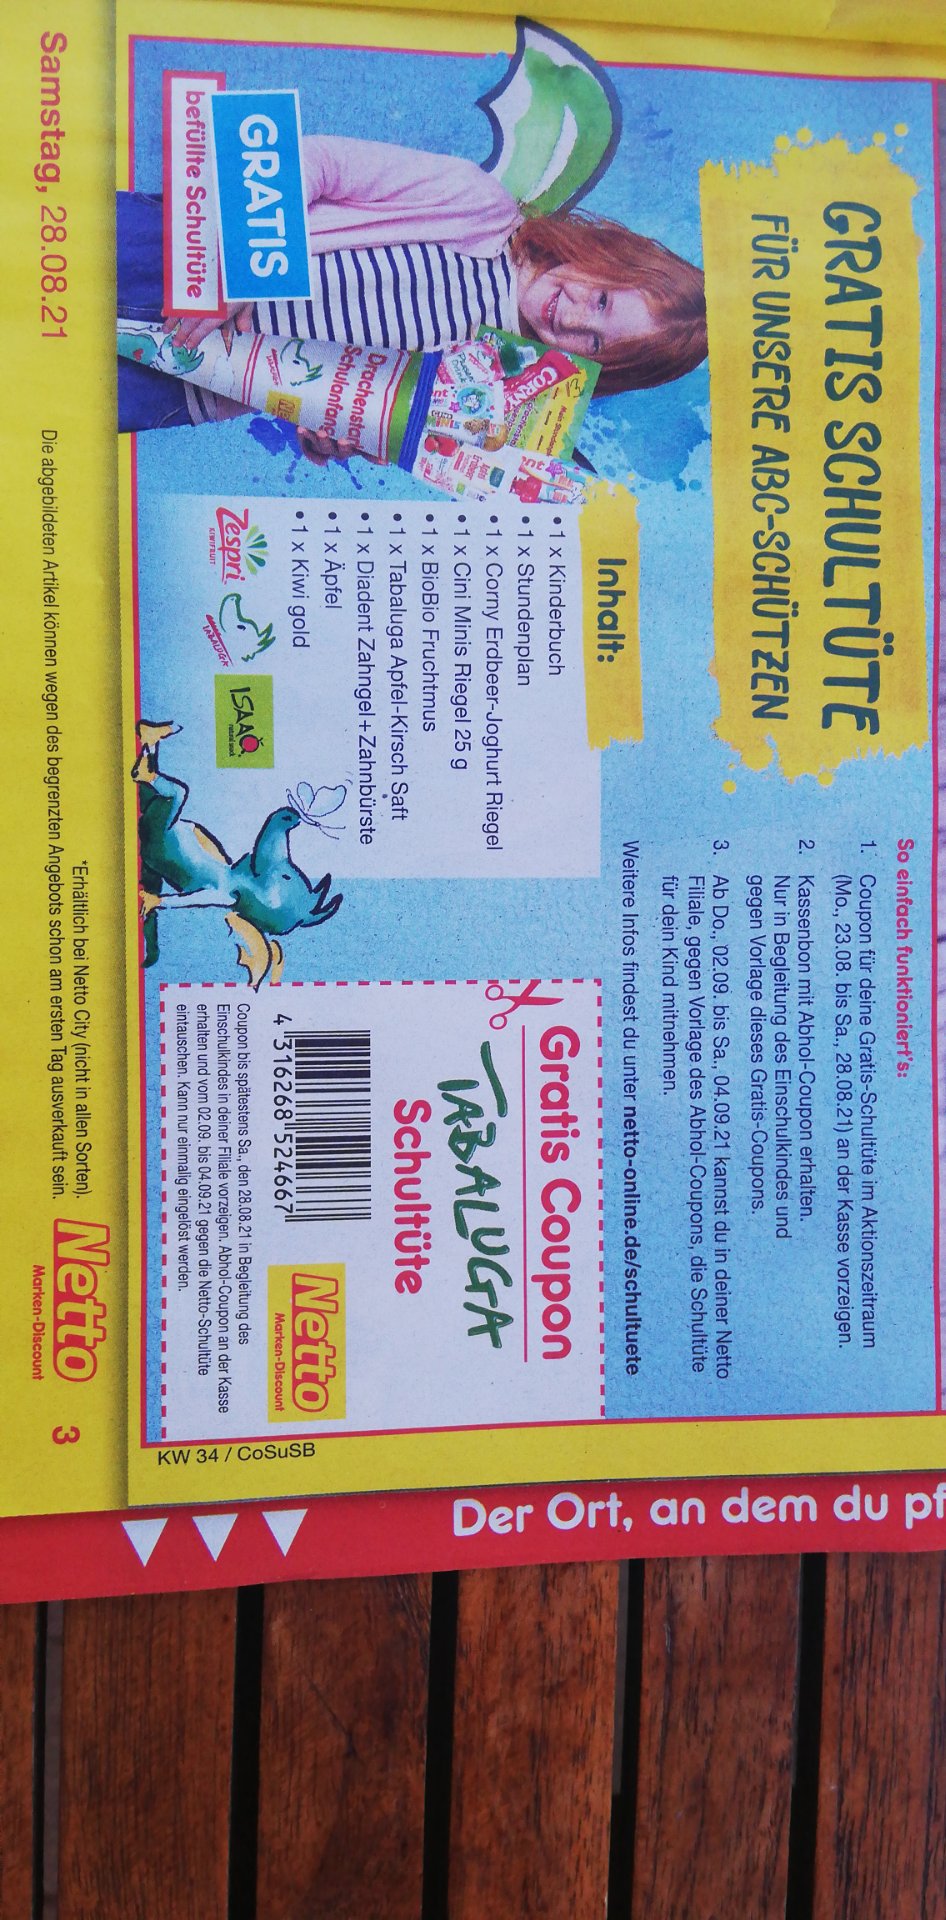 GRATIS SCHULTÜTE
FÜR UNSERE ABC-SCHÜTZEN
GRATIS
befüllte Schultüte
Drachenstar
Schulanfang
Inhalt:
• 1 x Kinderbuch
• 1 x Stundenplan
• 1 x Corny Erdbeer-Joghurt Riegel
• 1 x Cini Minis Riegel 25 g
• 1 x BioBio Fruchtmus
• 1 x Tabaluga Apfel-Kirsch Saft
• 1 x Diadent Zahngel + Zahnbürste
• 1 x Äpfel
• 1 x Kiwi gold
Zespri
KIWIFRUIT
TABALUGA
ISAAQ
natural snack
So einfach funktioniert's:
1. Coupon für deine Gratis-Schultüte im Aktionszeitraum
(Mo., 23.08. bis Sa., 28.08.21) an der Kasse vorzeigen.
2. Kassenbon mit Abhol-Coupon erhalten.
Nur in Begleitung des Einschulkindes und
gegen Vorlage dieses Gratis-Coupons.
3. Ab Do., 02.09. bis Sa., 04.09.21 kannst du in deiner Netto
Filiale, gegen Vorlage des Abhol-Coupons, die Schultüte
für dein Kind mitnehmen.
Weitere Infos findest du unter netto-online.de/schultuete
Gratis Coupon
TABALUGA
Schultüte
4 316268 524667
Netto
Marken-Discount
Coupon bis spätestens Sa., den 28.08.21 in Begleitung des
Einschulkindes in deiner Filiale vorzeigen. Abhol-Coupon an der Kasse
erhalten und vom 02.09. bis 04.09.21 gegen die Netto-Schultüte
eintauschen. Kann nur einmalig eingelöst werden.
KW 34 / CoSuSB
Samstag, 28.08.21
*Erhältlich bei Netto City (nicht in allen Sorten).
Die abgebildeten Artikel können wegen des begrenzten Angebots schon am ersten Tag ausverkauft sein.
Netto
Marken-Discount
3
Der Ort, an dem du pf